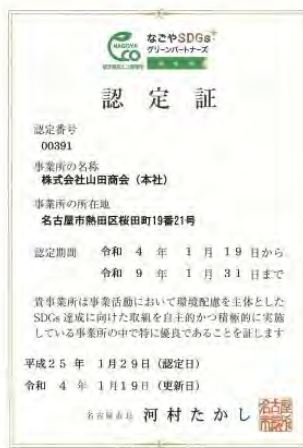 NAGOYA
eco
なごやSDGs
グリーンパートナーズ
認定証
認定番号
00391
事業所の名称
株式会社山田商会（本社）
事業所の所在地
名古屋市熱田区桜田町19番21号
認定期間 令和 4 年 1 月 19 日から
令和 9 年 1 月 31 日まで
貴事業所は事業活動において環境配慮を主体とした
SDGs 達成に向けた取組を自主的かつ積極的に実施
している事業所の中で特に優良であることを証します
平成25年 1月29日（認定日）
令和 4 年 1月19日（更新日）
名古屋市長 河村たかし